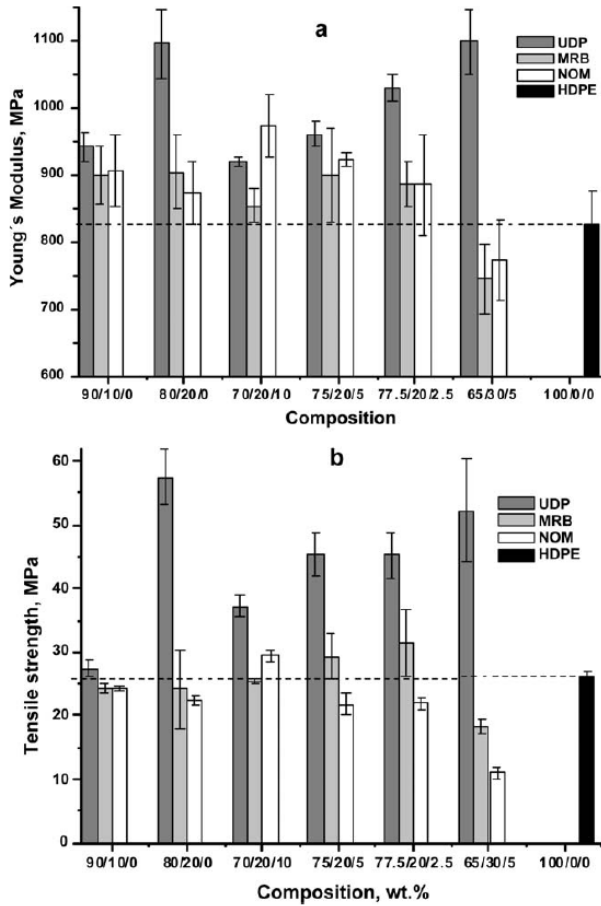 a
1100
1000
900
800
700
600
Young´s Modulus, MPa
UDP
MRB
NOM
HDPE
90/10/0 80/20/0 70/20/10 75/20/5 77.5/20/2.5 65/30/5 100/0/0
Composition
b
60
50
40
30
20
10
0
Tensile strength, MPa
UDP
MRB
NOM
HDPE
90/10/0 80/20/0 70/20/10 75/20/5 77.5/20/2.5 65/30/5 100/0/0
Composition, wt.%